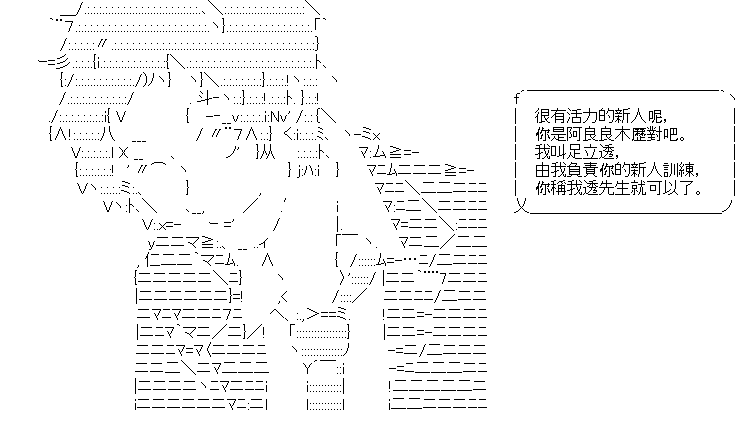 很有活力的新人呢，
你是阿良良木歷對吧。
我叫足立透，
由我負責你的新人訓練，
你稱我透先生就可以了。